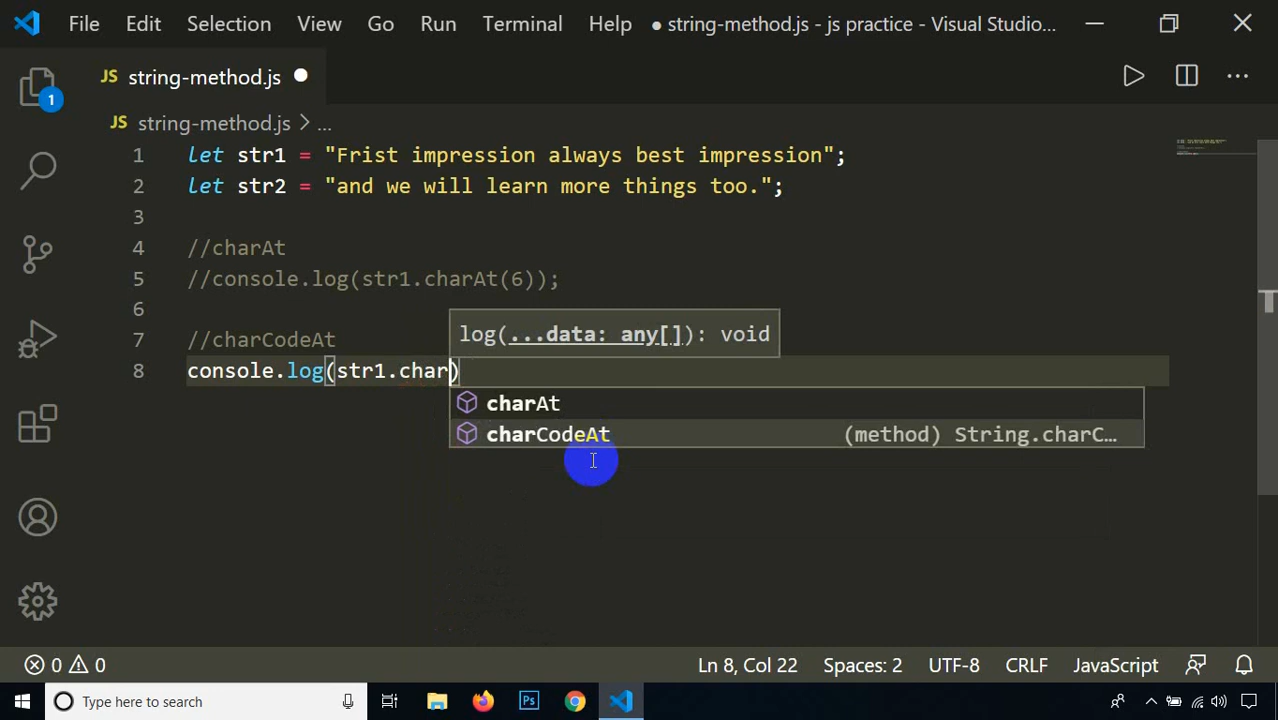 File Edit Selection View Go Run Terminal Help ● string-method.js - js practice - Visual Studio...
JS string-method.js
1
JS string-method.js > ...
1 let str1 = "Frist impression always best impression";
2 let str2 = "and we will learn more things too.";
3
4 //charAt
5 //console.log(str1.charAt(6));
6
7 //charCodeAt
log(...data: any[]): void
8 console.log(str1.char)
charAt
charCodeAt (method) String.charC...
0 0 Ln 8, Col 22 Spaces: 2 UTF-8 CRLF JavaScript
Type here to search Ps